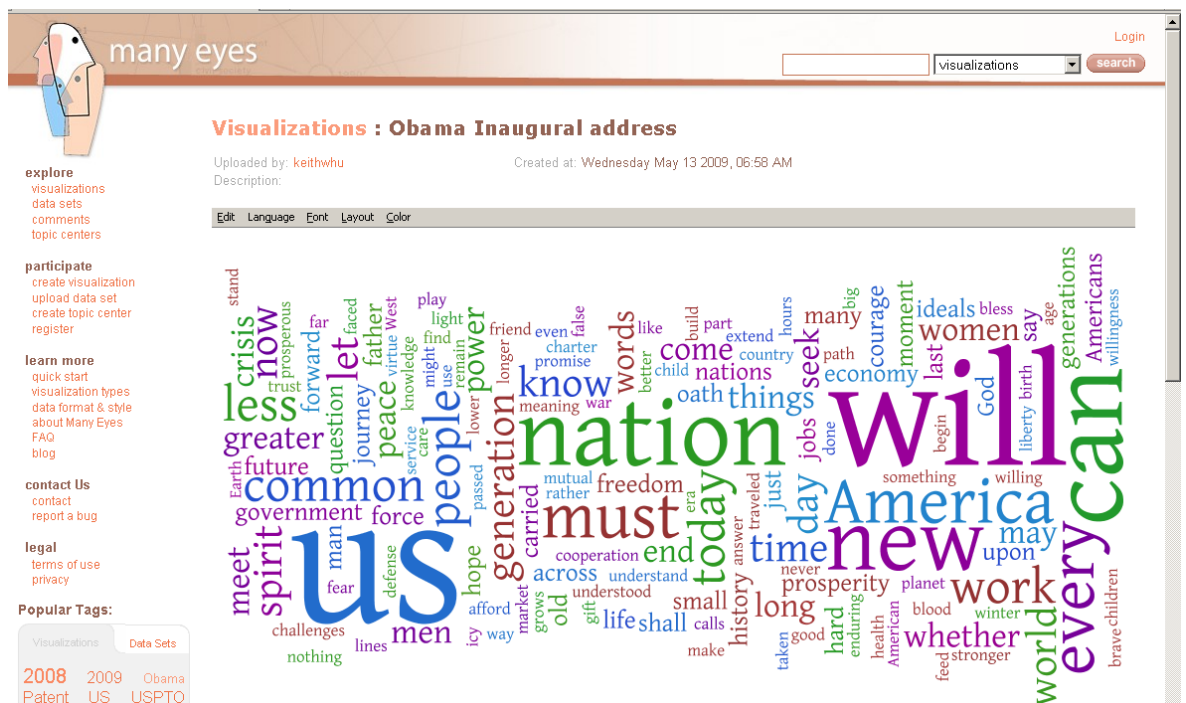 many eyes
Login
visualizations
search
Visualizations : Obama Inaugural address
Uploaded by: keithwhu
Created at: Wednesday May 13 2009, 06:58 AM
Description:
Edit Language Font Layout Color
explore
visualizations
data sets
comments
topic centers
participate
create visualization
upload data set
create topic center
register
learn more
quick start
visualization types
data format & style
about Many Eyes
FAQ
blog
contact Us
contact
report a bug
legal
terms of use
privacy
Popular Tags:
Visualizations
Data Sets
2008 2009 Obama
Patent US USPTO
stand
crisis
now
prosperous
far
let
faced
father
West
virtue
play
light
find
might
use
remain
power
knowledge
trust
forward
less
question
journey
peace
service
care
people
lower
greater
Earth
future
common
government
force
passed
meet
spirit
us
man
fear
defense
hope
challenges
nothing
lines
men
icy
afford
way
friend
even
false
charter
promise
longer
know
meaning
war
words
like
better
build
part
extend
hours
come
country
child
nations
oath
things
generation
nation
mutual
rather
freedom
carried
must
era
today
traveled
just
cooperation
end
answer
across
understand
understood
market
grows
old
gift
life
shall
small
calls
make
history
long
many
big
path
seek
economy
courage
moment
ideals
bless
women
say
age
last
God
birth
liberty
generations
Americans
willingness
jobs
done
will
begin
can
something
willing
day
America
may
time
new
upon
never
prosperity
planet
work
taken
good
hard
enduring
health
American
blood
winter
whether
feed
stronger
world
every
brave
children